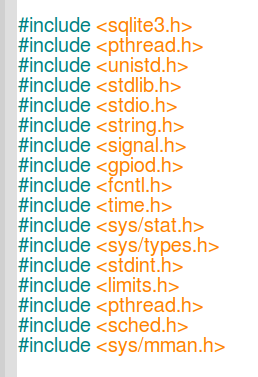 #include <sqlite3.h>
#include <pthread.h>
#include <unistd.h>
#include <stdlib.h>
#include <stdio.h>
#include <string.h>
#include <signal.h>
#include <gpiod.h>
#include <fcntl.h>
#include <time.h>
#include <sys/stat.h>
#include <sys/types.h>
#include <stdint.h>
#include <limits.h>
#include <pthread.h>
#include <sched.h>
#include <sys/mman.h>